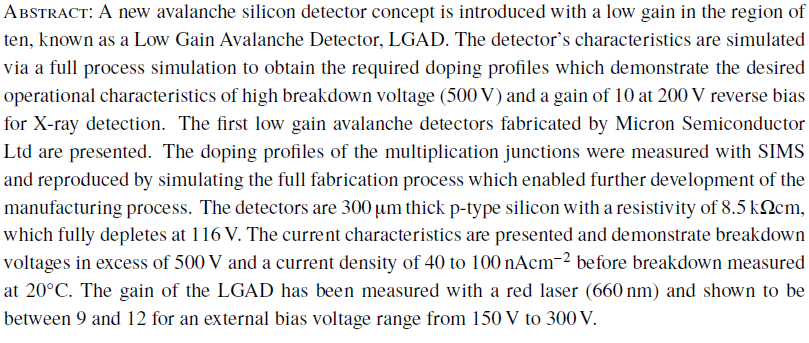 ABSTRACT: A new avalanche silicon detector concept is introduced with a low gain in the region of
ten, known as a Low Gain Avalanche Detector, LGAD. The detector's characteristics are simulated
via a full process simulation to obtain the required doping profiles which demonstrate the desired
operational characteristics of high breakdown voltage (500 V) and a gain of 10 at 200 V reverse bias
for X-ray detection. The first low gain avalanche detectors fabricated by Micron Semiconductor
Ltd are presented. The doping profiles of the multiplication junctions were measured with SIMS
and reproduced by simulating the full fabrication process which enabled further development of the
manufacturing process. The detectors are 300 μm thick p-type silicon with a resistivity of 8.5 kΩcm,
which fully depletes at 116 V. The current characteristics are presented and demonstrate breakdown
voltages in excess of 500 V and a current density of 40 to 100 nAcm⁻² before breakdown measured
at 20°C. The gain of the LGAD has been measured with a red laser (660 nm) and shown to be
between 9 and 12 for an external bias voltage range from 150 V to 300 V.